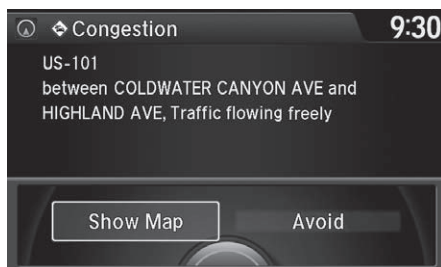 Congestion 9:30
US-101
between COLDWATER CANYON AVE and
HIGHLAND AVE, Traffic flowing freely
Show Map Avoid